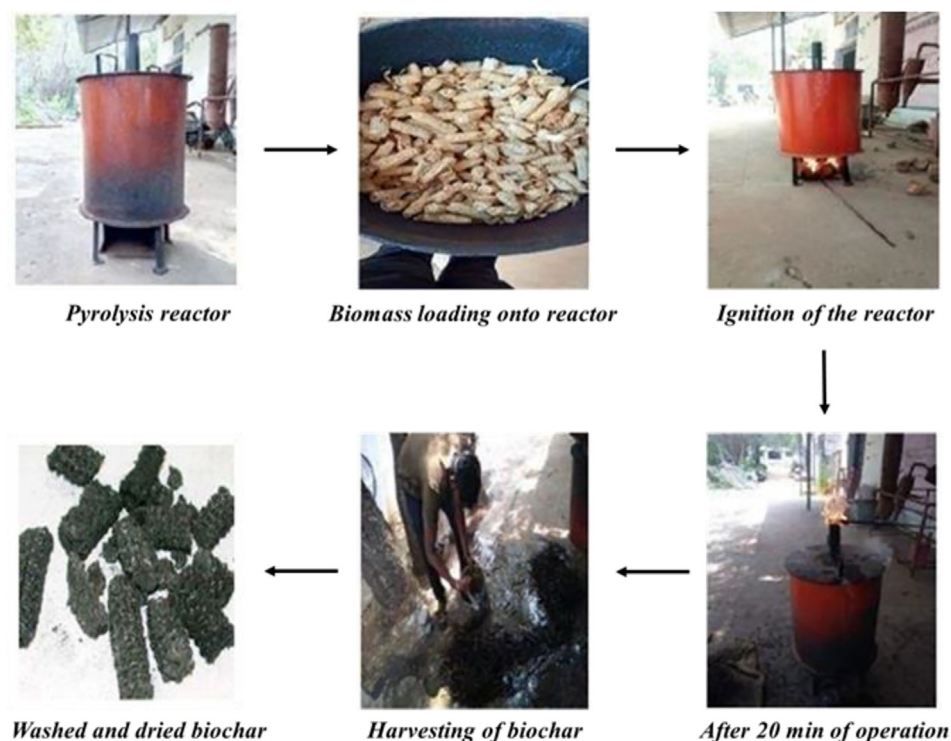 Pyrolysis reactor
Biomass loading onto reactor
Ignition of the reactor
After 20 min of operation
Harvesting of biochar
Washed and dried biochar